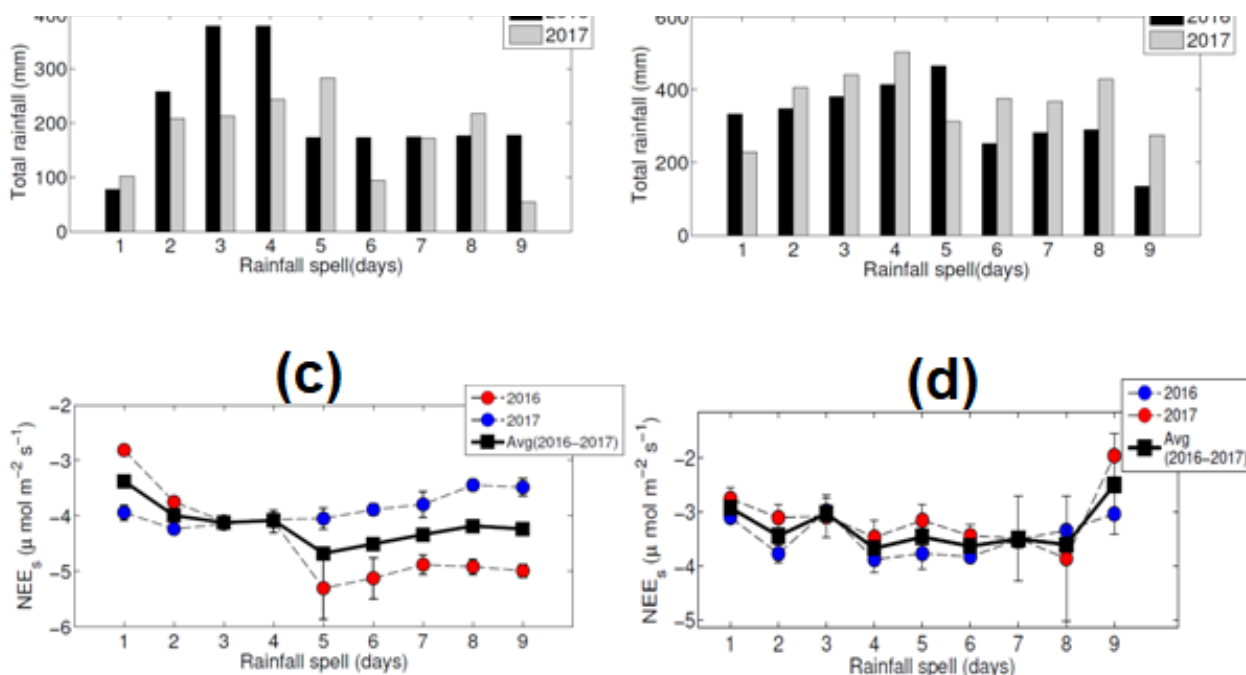 400
300
200
100
0
Total rainfall (mm)
2017
1 2 3 4 5 6 7 8 9
Rainfall spell(days)
600
400
200
0
Total rainfall (mm)
2016
2017
1 2 3 4 5 6 7 8 9
Rainfall spell(days)
(c)
−2
−3
−4
−5
−6
NEEs (μ mol m−2 s−1)
2016
2017
Avg(2016−2017)
1 2 3 4 5 6 7 8 9
Rainfall spell (days)
(d)
−2
−3
−4
−5
NEEs (μ mol m−2 s−1)
2016
2017
Avg
(2016−2017)
1 2 3 4 5 6 7 8 9
Rainfall spell (days)